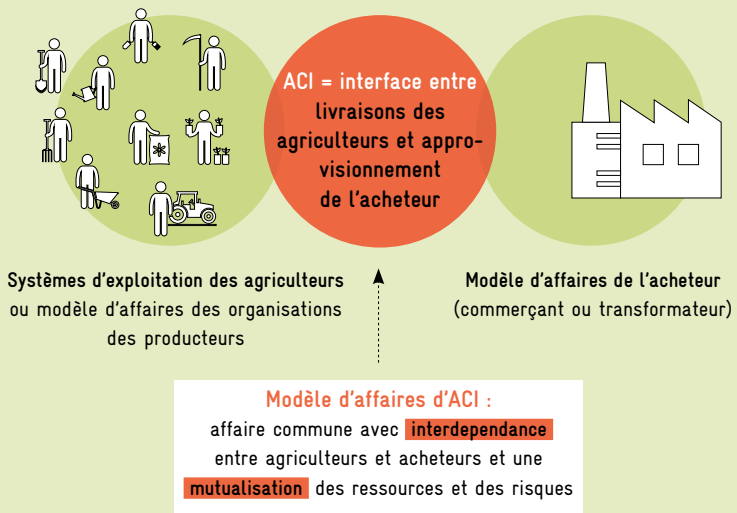 ACI = interface entre
livraisons des
agriculteurs et appro-
visionnement
de l'acheteur
Systèmes d'exploitation des agriculteurs
ou modèle d'affaires des organisations
des producteurs
Modèle d'affaires de l'acheteur
(commerçant ou transformateur)
Modèle d'affaires d'ACI :
affaire commune avec interdependance
entre agriculteurs et acheteurs et une
mutualisation des ressources et des risques